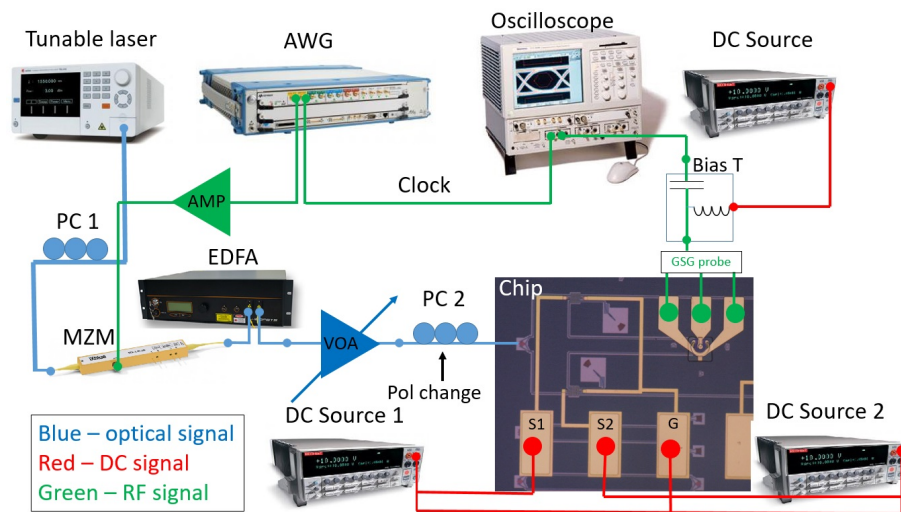 Oscilloscope
Tunable laser
AWG
DC Source
Bias T
Clock
AMP
PC 1
GSG probe
EDFA
Chip
PC 2
MZM
VOA
Pol change
DC Source 1
DC Source 2
S1
S2
G
Blue – optical signal
Red – DC signal
Green – RF signal
+10.3000 V